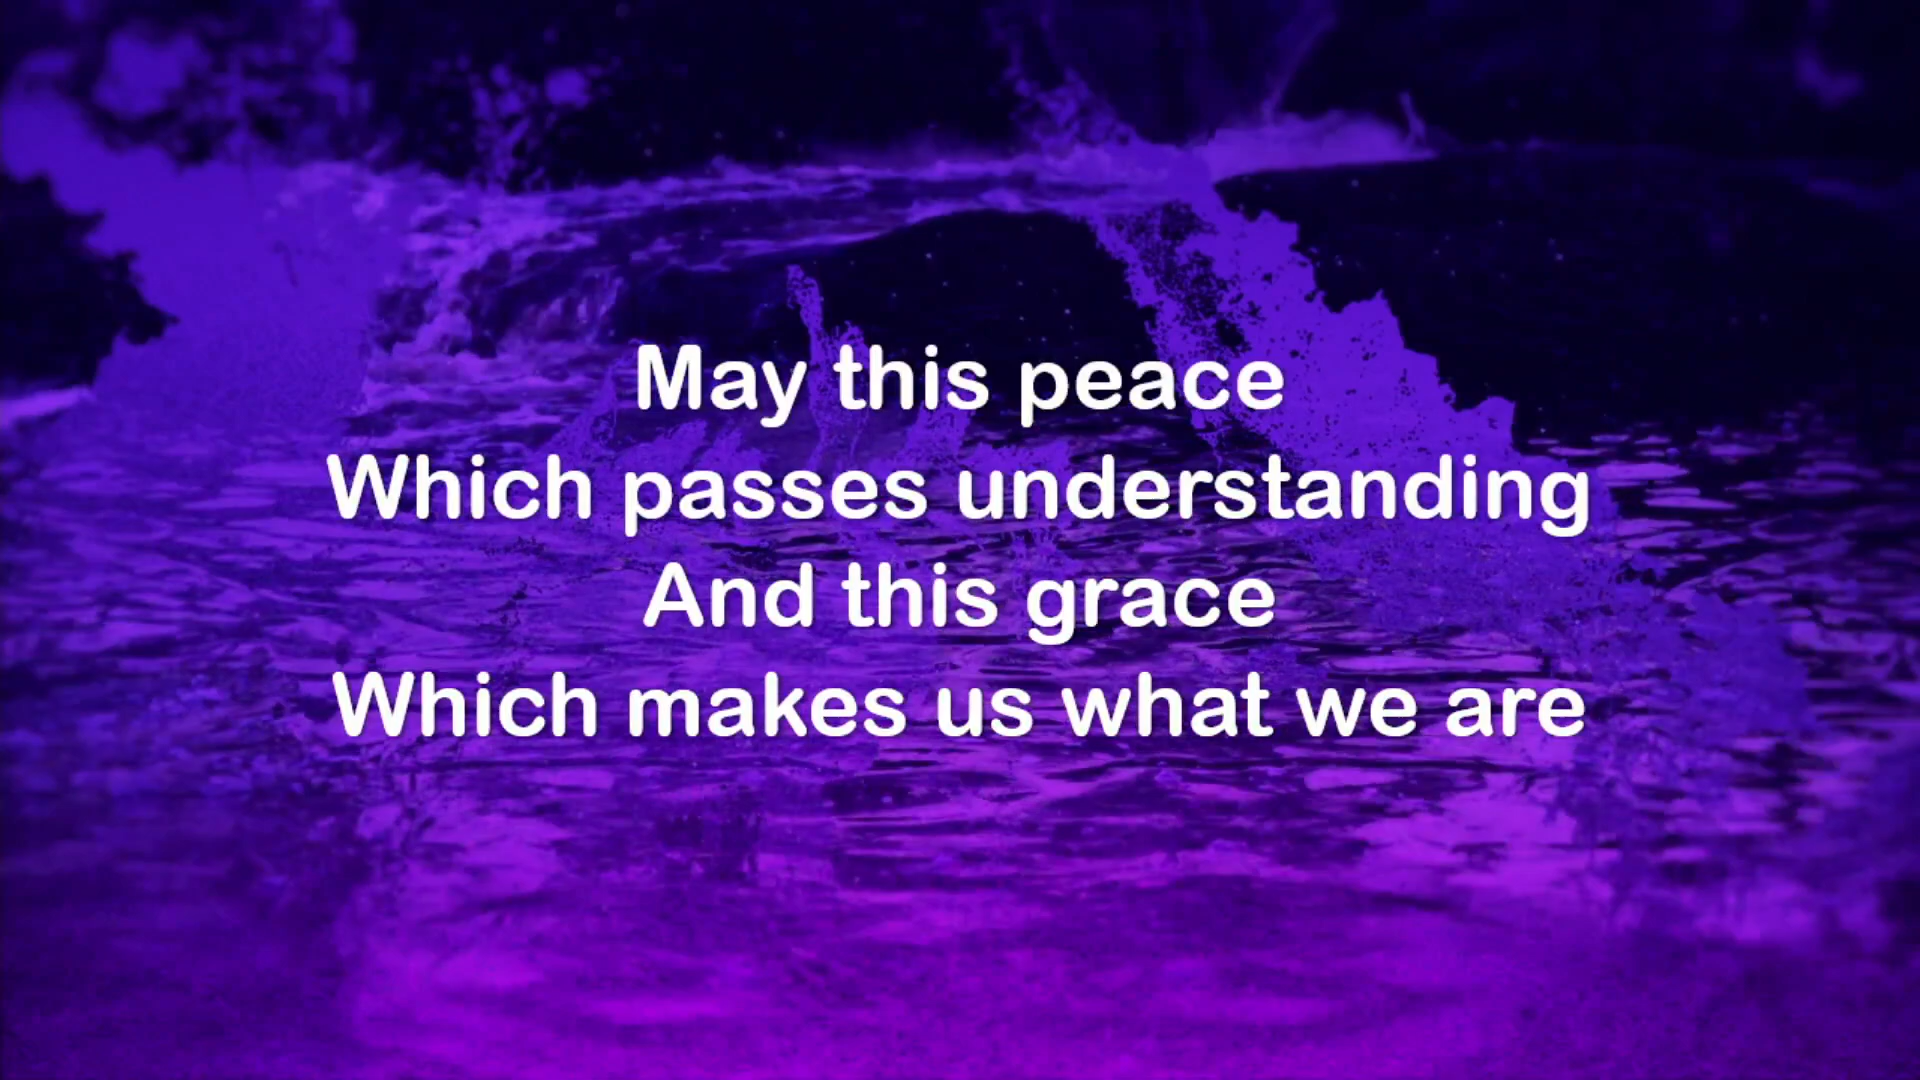 May this peace
Which passes understanding
And this grace
Which makes us what we are